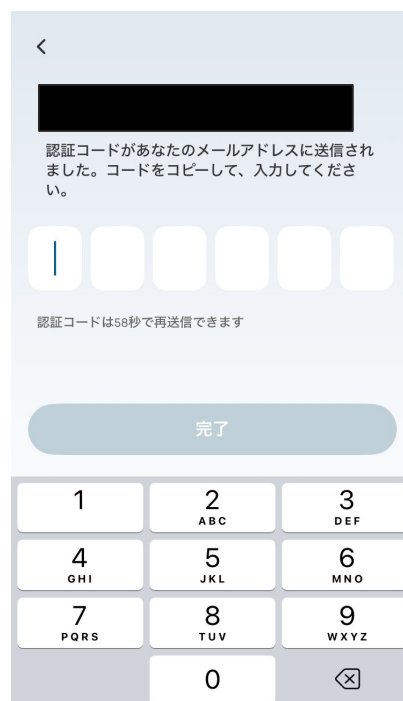 認証コードがあなたのメールアドレスに送信され
ました。コードをコピーして、入力してくださ
い。
認証コードは58秒で再送信できます
完了
1
2
3
ABC
DEF
4
5
6
GHI
JKL
MNO
7
8
9
PQRS
TUV
WXYZ
0